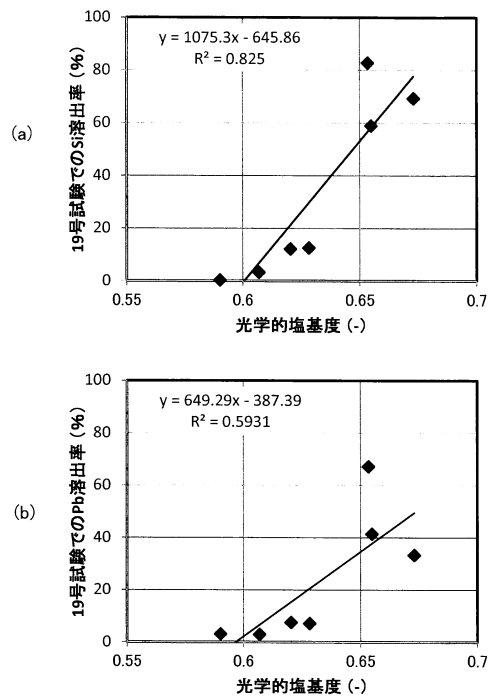 (a)
19号試験でのSi溶出率 (%)
100
80
60
40
20
0
y = 1075.3x - 645.86
R² = 0.825
0.55
0.6
0.65
0.7
光学的塩基度 (-)
(b)
19号試験でのPb溶出率 (%)
100
80
60
40
20
0
y = 649.29x - 387.39
R² = 0.5931
0.55
0.6
0.65
0.7
光学的塩基度 (-)